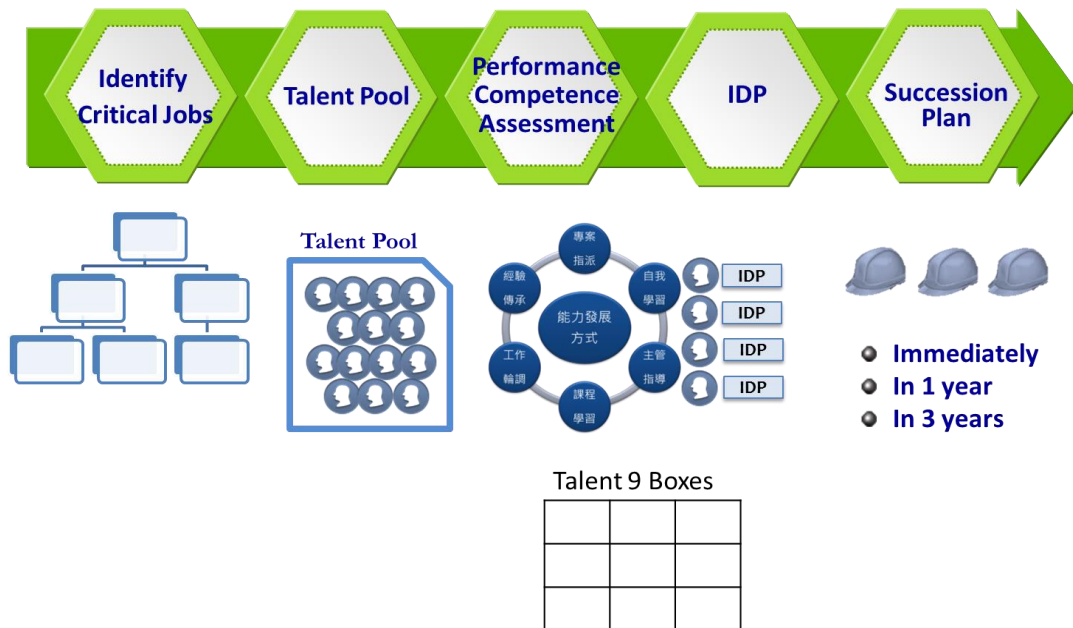 Identify
Critical Jobs
Talent Pool
Performance
Competence
Assessment
IDP
Succession
Plan
Talent Pool
專案
指派
經驗
傳承
自我
學習
能力發展
方式
工作
輪調
主管
指導
課程
學習
IDP
IDP
IDP
IDP
Immediately
In 1 year
In 3 years
Talent 9 Boxes